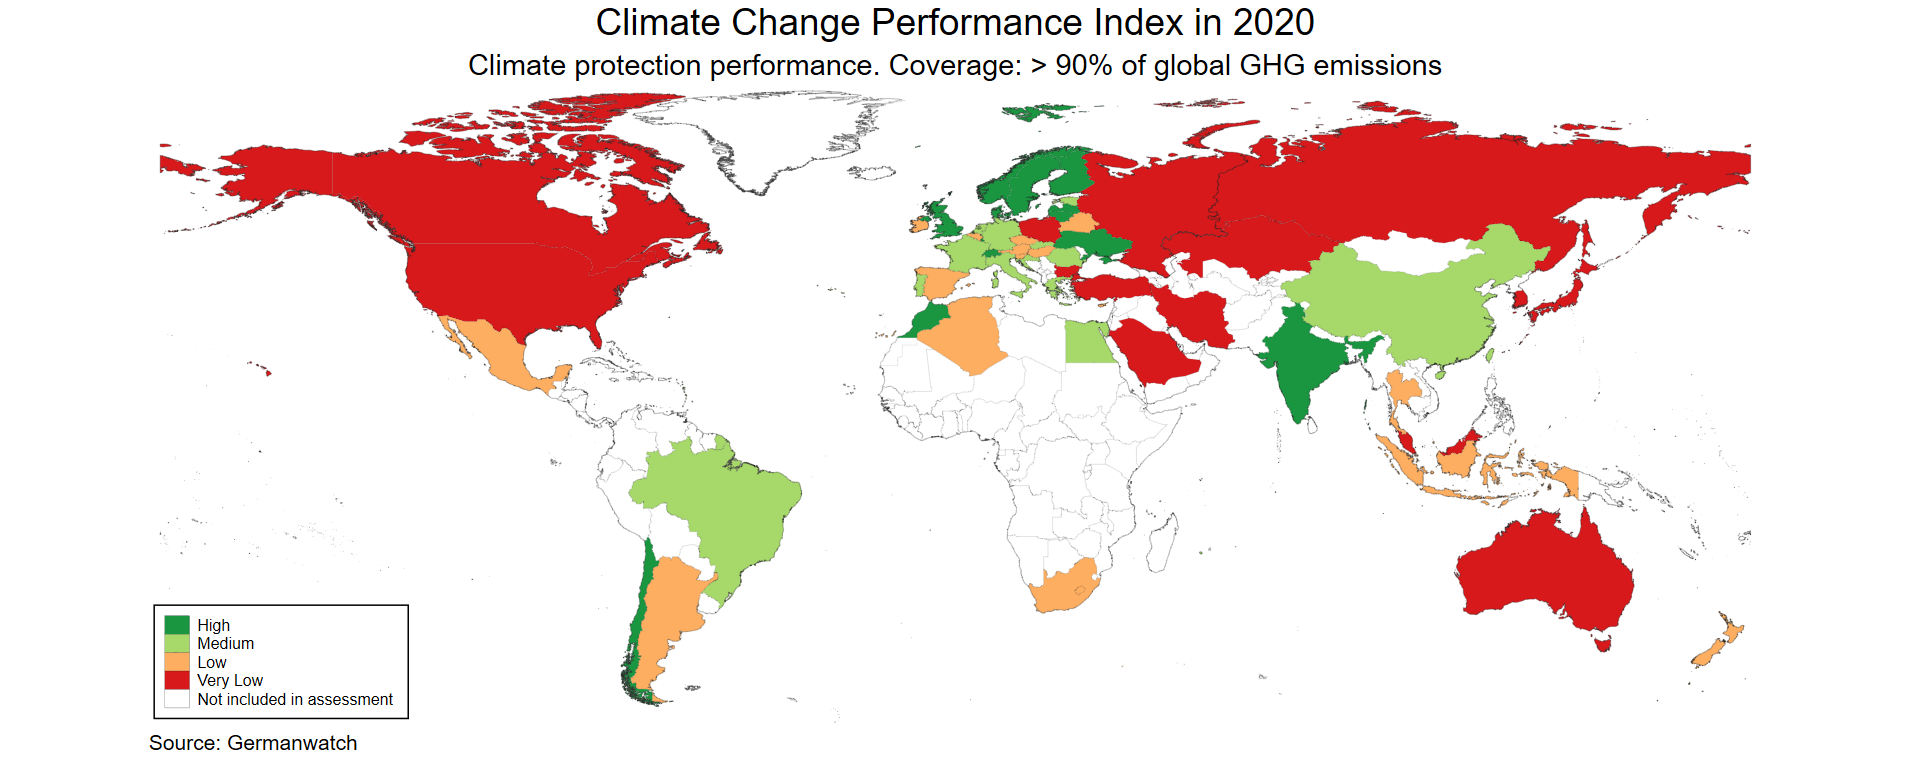 Climate Change Performance Index in 2020
Climate protection performance. Coverage: > 90% of global GHG emissions
High
Medium
Low
Very Low
Not included in assessment
Source: Germanwatch